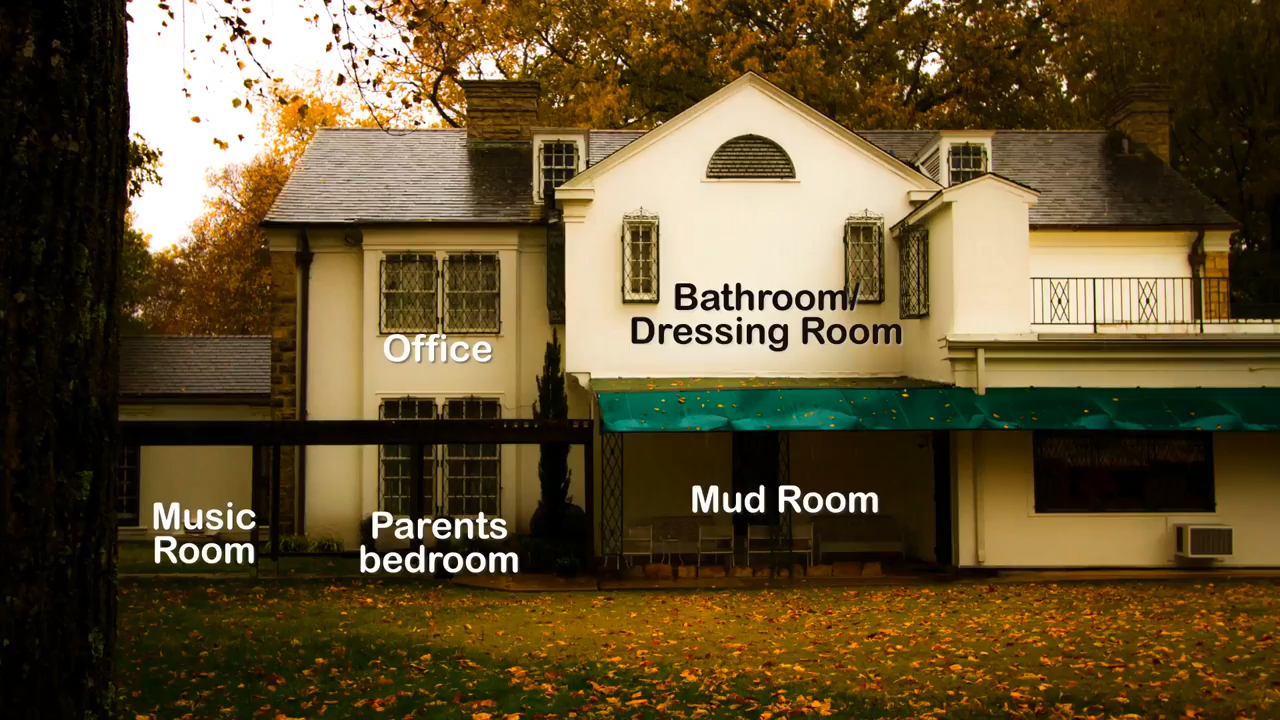 Office
Bathroom/
Dressing Room
Music
Room
Parents
bedroom
Mud Room